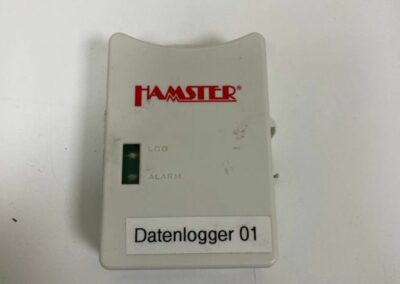 HAMSTER®
LOG
ALARM
Datenlogger 01